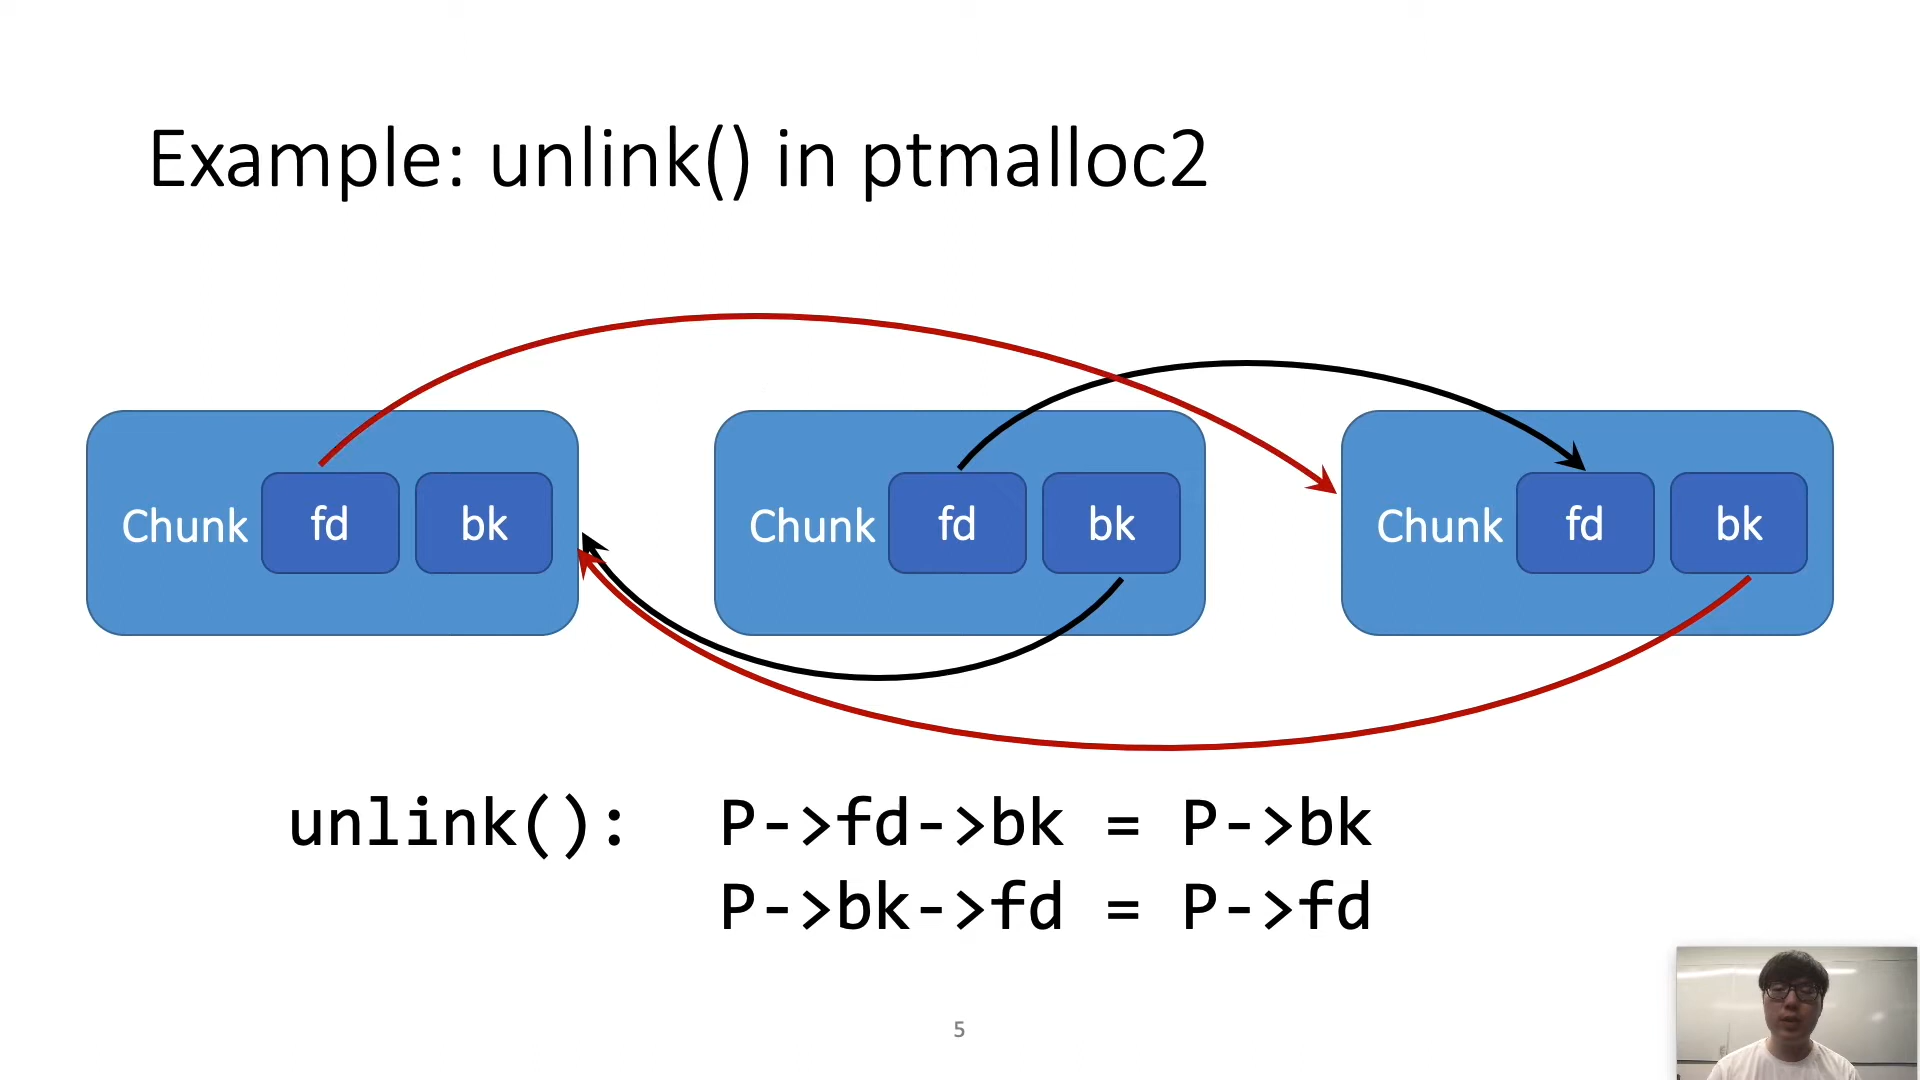 Example: unlink() in ptmalloc2
Chunk fd bk
Chunk fd bk
Chunk fd bk
unlink(): P->fd->bk = P->bk
P->bk->fd = P->fd
5